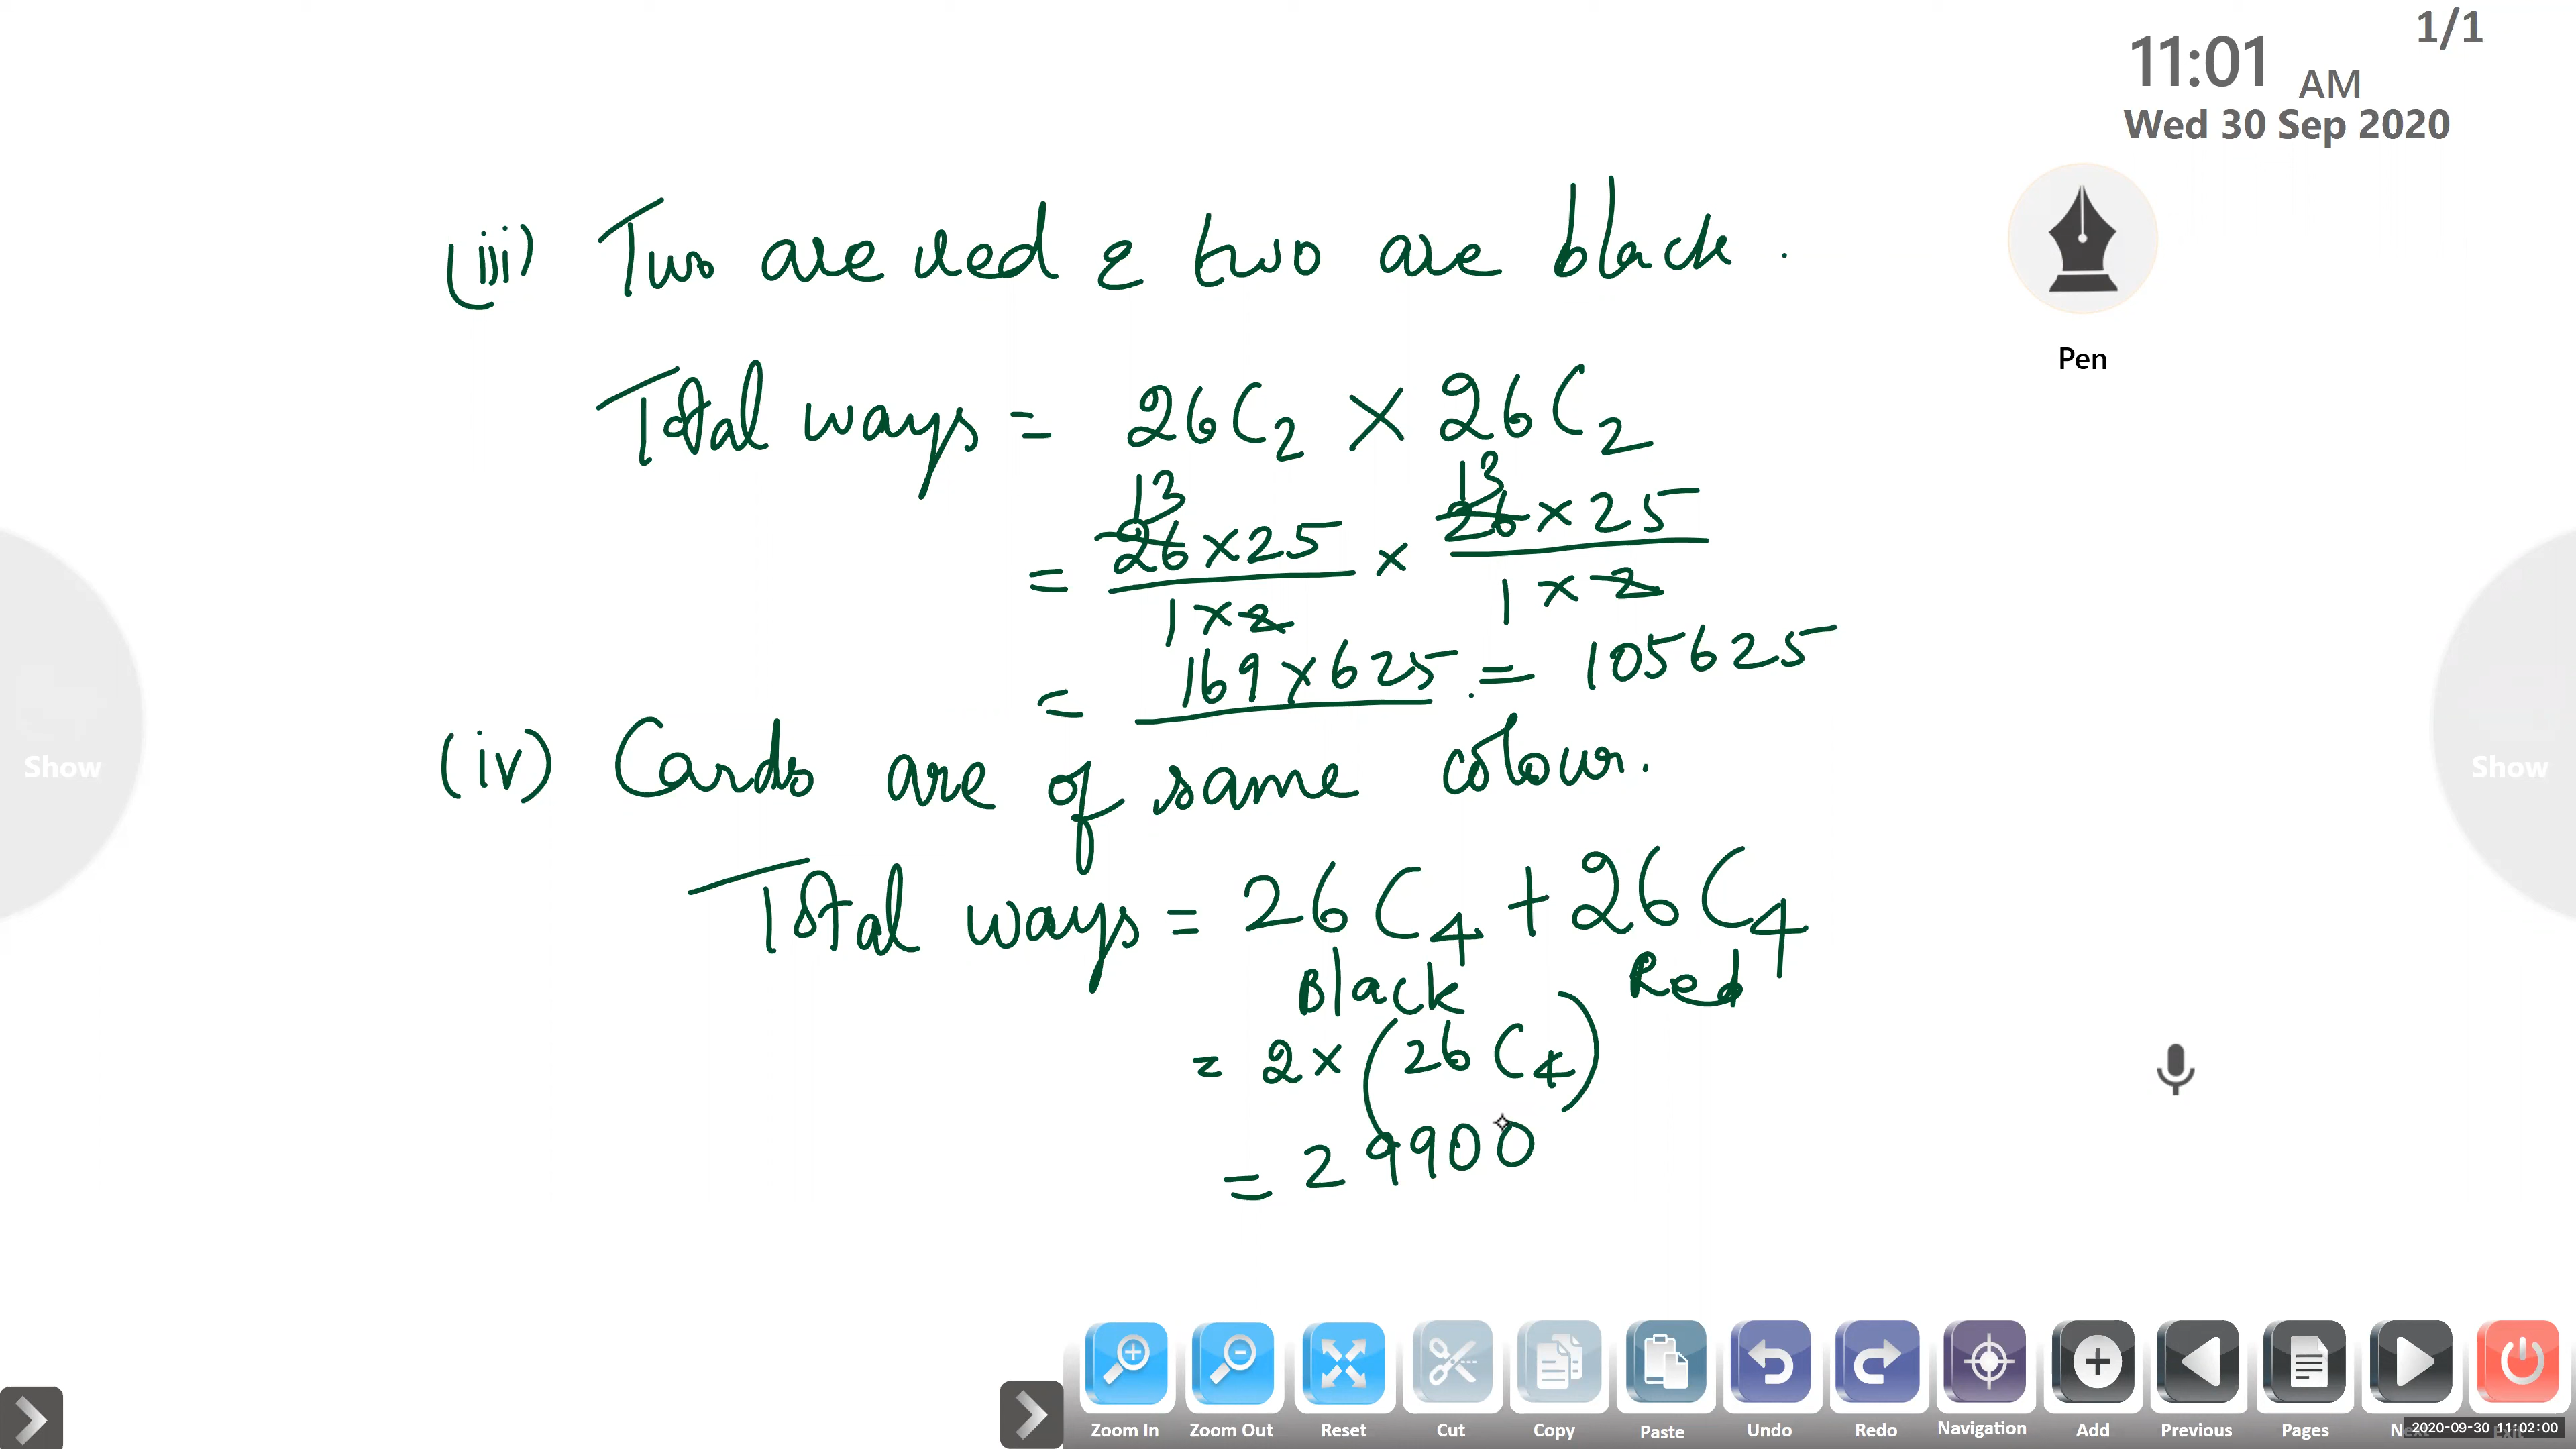 1/1
11:01 AM
Wed 30 Sep 2020
Pen
(iii) Two are red & two are black.
Total ways = 26C₂ × 26C₂
13 13
= 26×25 / 1×2 × 26×25 / 1×2
= 169×625 = 105625
(iv) Cards are of same colour.
Total ways = 26C₄ + 26C₄
Black Red
= 2×(26C₄)
= 29900
Show
Show
Zoom In Zoom Out Reset Cut Copy Paste Undo Redo Navigation Add Previous Pages
2020-09-30 11:02:00